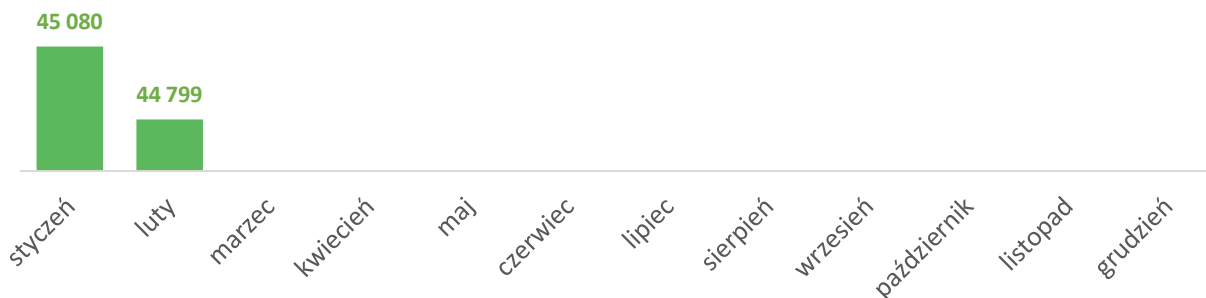 45 080
44 799
styczeń
luty
marzec
kwiecień
maj
czerwiec
lipiec
sierpień
wrzesień
październik
listopad
grudzień